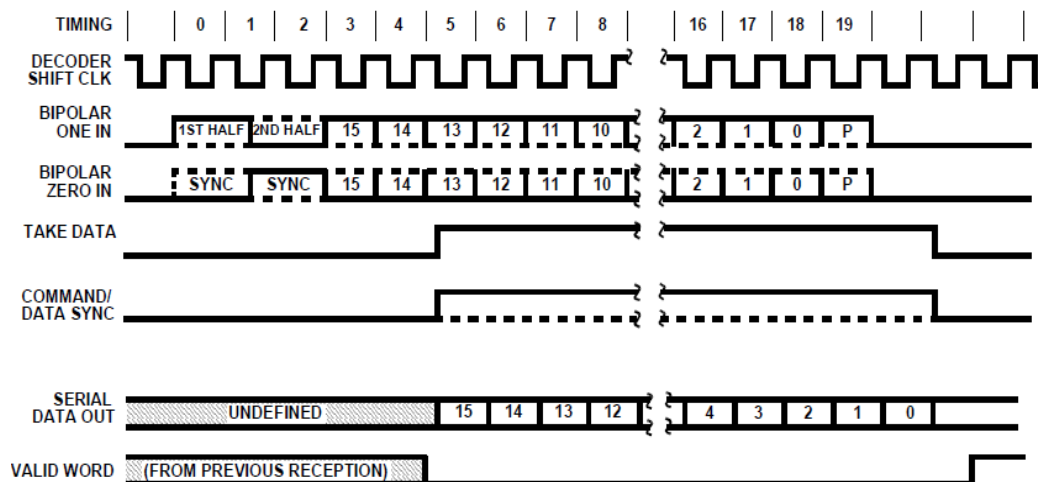 TIMING 0 1 2 3 4 5 6 7 8 16 17 18 19
DECODER
SHIFT CLK
BIPOLAR
ONE IN
1ST HALF 2ND HALF 15 14 13 12 11 10 2 1 0 P
BIPOLAR
ZERO IN
SYNC SYNC 15 14 13 12 11 10 2 1 0 P
TAKE DATA
COMMAND/
DATA SYNC
SERIAL
DATA OUT
UNDEFINED 15 14 13 12 4 3 2 1 0
VALID WORD (FROM PREVIOUS RECEPTION)